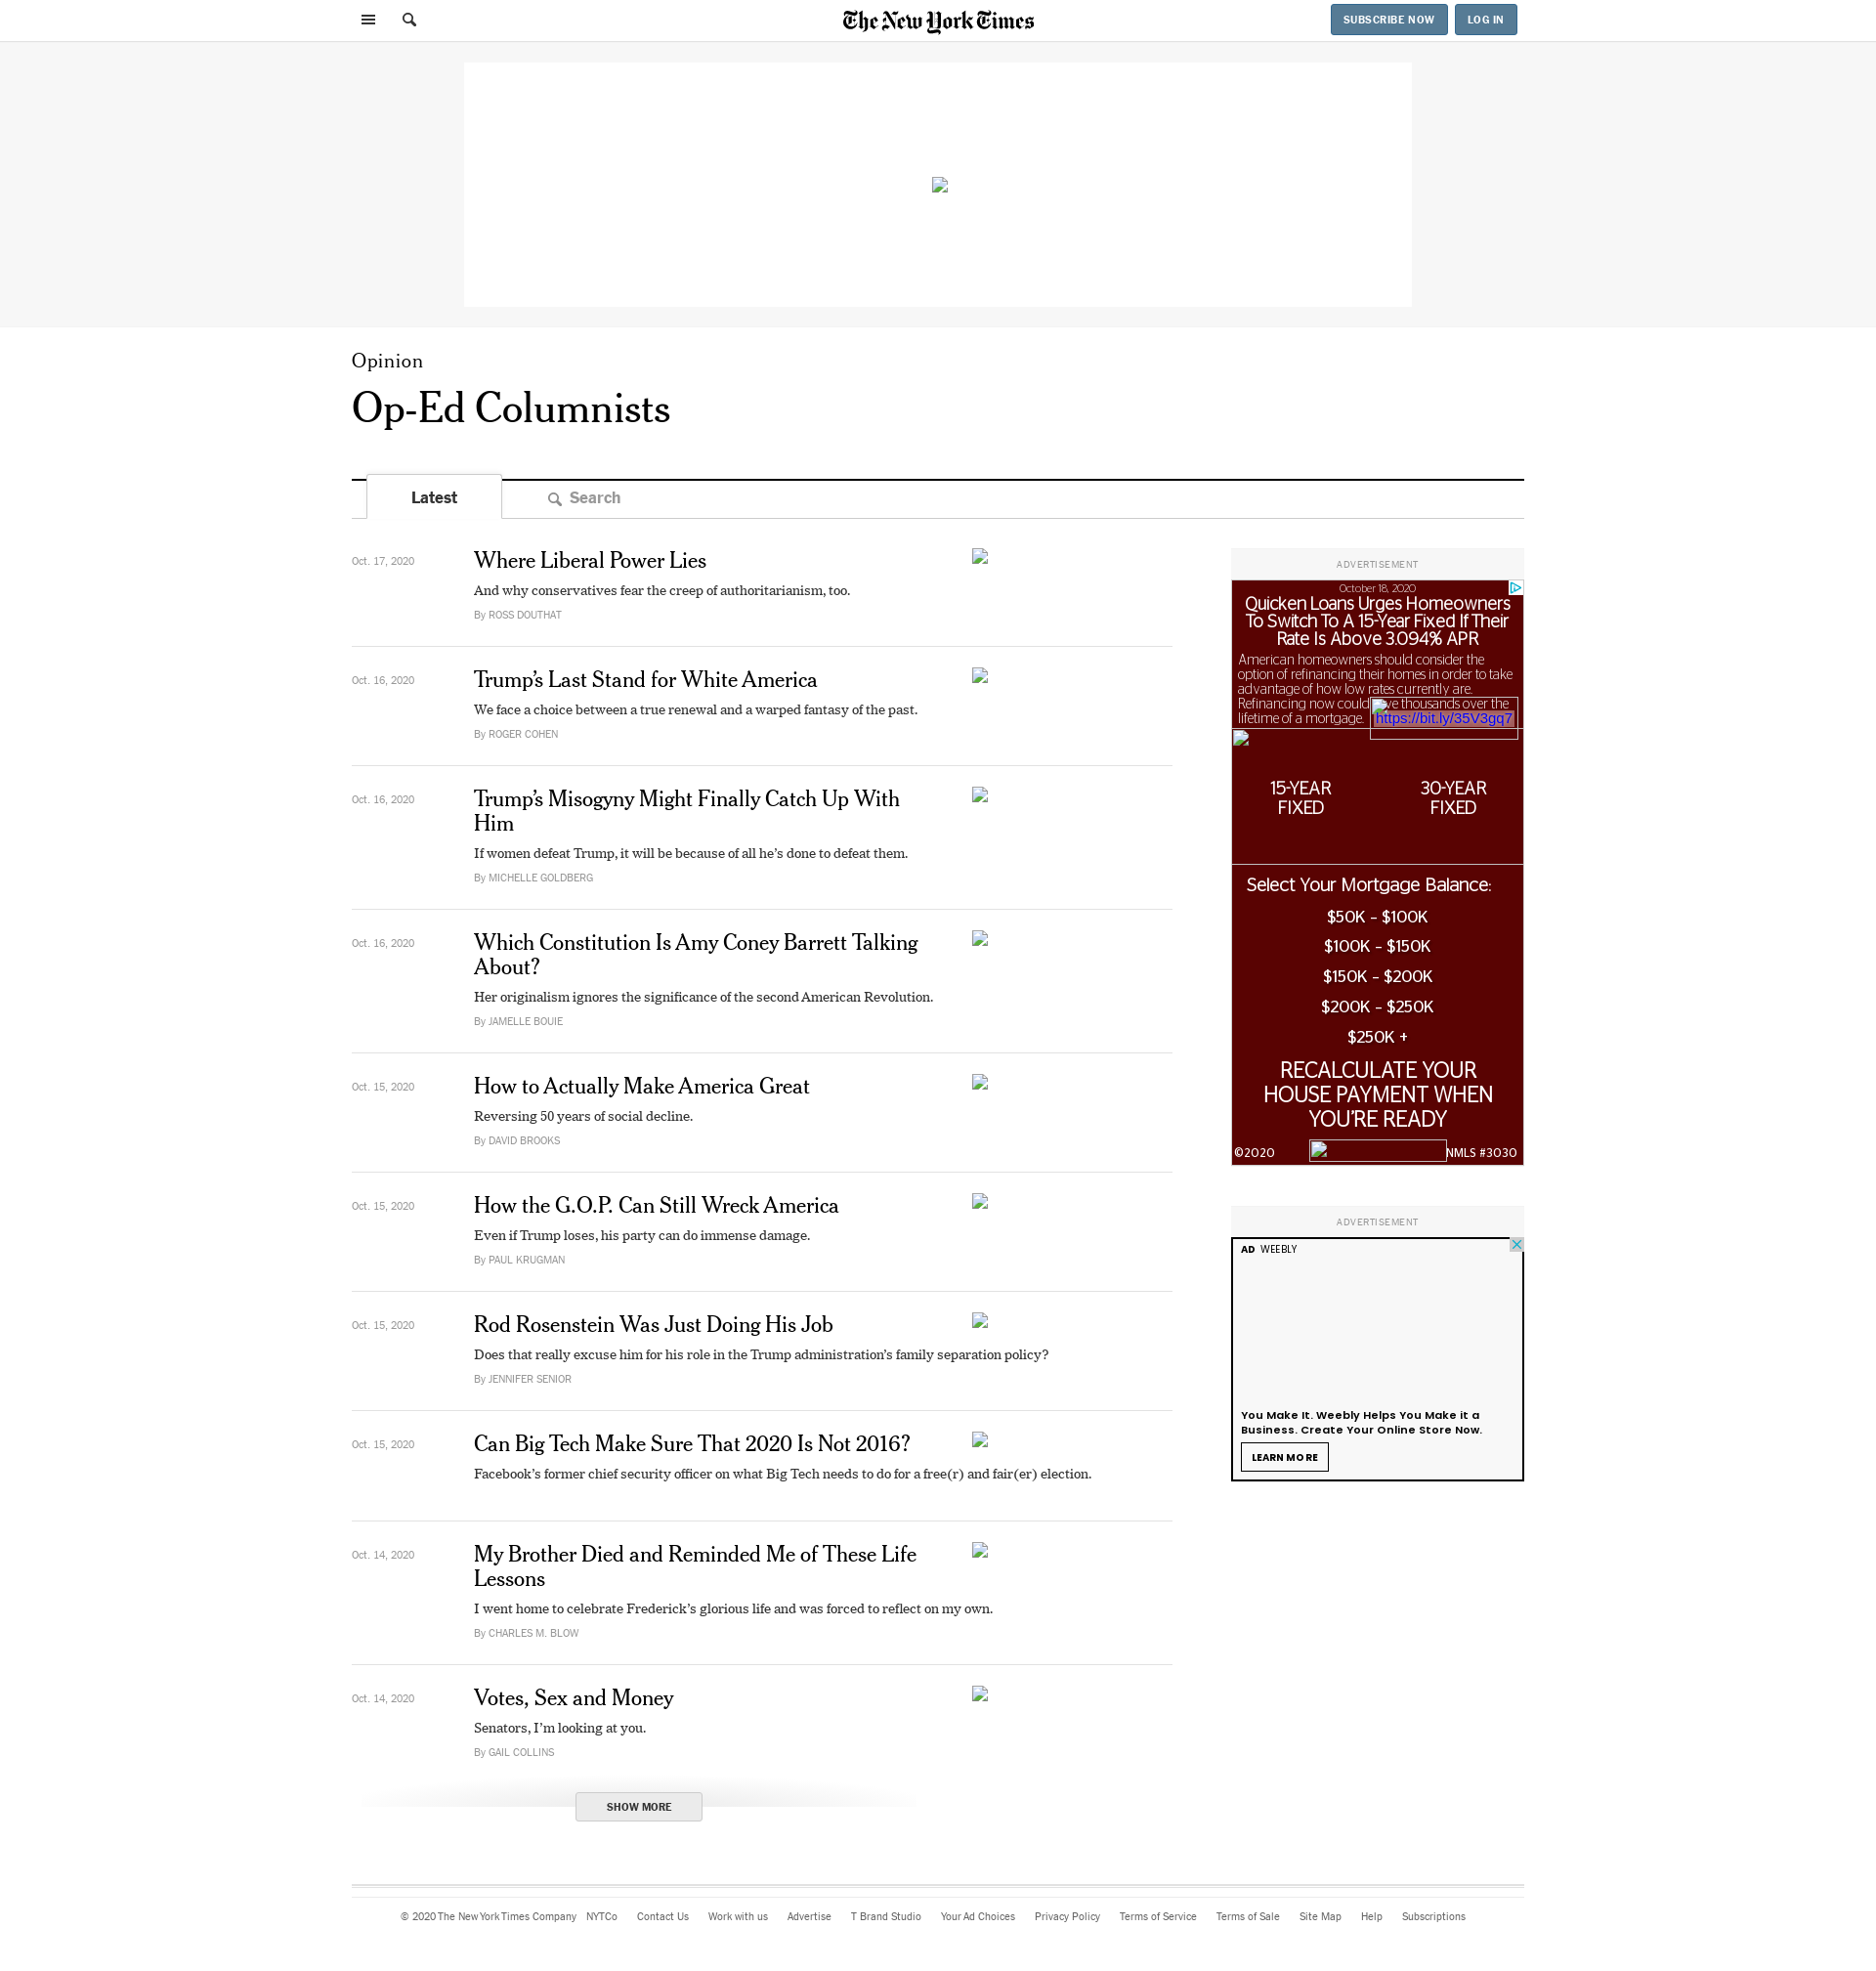 The New York Times
SUBSCRIBE NOW
LOG IN
Opinion
Op-Ed Columnists
Latest
Search
Oct. 17, 2020
Where Liberal Power Lies
And why conservatives fear the creep of authoritarianism, too.
By ROSS DOUTHAT
Oct. 16, 2020
Trump’s Last Stand for White America
We face a choice between a true renewal and a warped fantasy of the past.
By ROGER COHEN
Oct. 16, 2020
Trump’s Misogyny Might Finally Catch Up With
Him
If women defeat Trump, it will be because of all he’s done to defeat them.
By MICHELLE GOLDBERG
Oct. 16, 2020
Which Constitution Is Amy Coney Barrett Talking
About?
Her originalism ignores the significance of the second American Revolution.
By JAMELLE BOUIE
Oct. 15, 2020
How to Actually Make America Great
Reversing 50 years of social decline.
By DAVID BROOKS
Oct. 15, 2020
How the G.O.P. Can Still Wreck America
Even if Trump loses, his party can do immense damage.
By PAUL KRUGMAN
Oct. 15, 2020
Rod Rosenstein Was Just Doing His Job
Does that really excuse him for his role in the Trump administration’s family separation policy?
By JENNIFER SENIOR
Oct. 15, 2020
Can Big Tech Make Sure That 2020 Is Not 2016?
Facebook’s former chief security officer on what Big Tech needs to do for a free(r) and fair(er) election.
Oct. 14, 2020
My Brother Died and Reminded Me of These Life
Lessons
I went home to celebrate Frederick’s glorious life and was forced to reflect on my own.
By CHARLES M. BLOW
Oct. 14, 2020
Votes, Sex and Money
Senators, I’m looking at you.
By GAIL COLLINS
SHOW MORE
ADVERTISEMENT
October 18, 2020
Quicken Loans Urges Homeowners
To Switch To A 15-Year Fixed If Their
Rate Is Above 3.094% APR
American homeowners should consider the
option of refinancing their homes in order to take
advantage of how low rates currently are.
Refinancing now could ve thousands over the
lifetime of a mortgage.
https://bit.ly/35V3gq7
15-YEAR
FIXED
30-YEAR
FIXED
Select Your Mortgage Balance:
$50K - $100K
$100K - $150K
$150K - $200K
$200K - $250K
$250K +
RECALCULATE YOUR
HOUSE PAYMENT WHEN
YOU’RE READY
©2020
NMLS #3030
ADVERTISEMENT
AD WEEBLY
You Make It. Weebly Helps You Make it a
Business. Create Your Online Store Now.
LEARN MORE
© 2020 The New York Times Company NYTCo Contact Us Work with us Advertise T Brand Studio Your Ad Choices Privacy Policy Terms of Service Terms of Sale Site Map Help Subscriptions